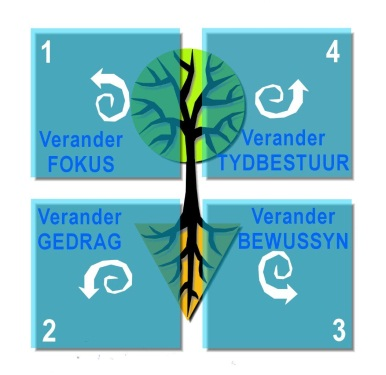 1
Verander
FOKUS
4
Verander
TYDBESTUUR
Verander
GEDRAG
2
Verander
BEWUSSYN
3